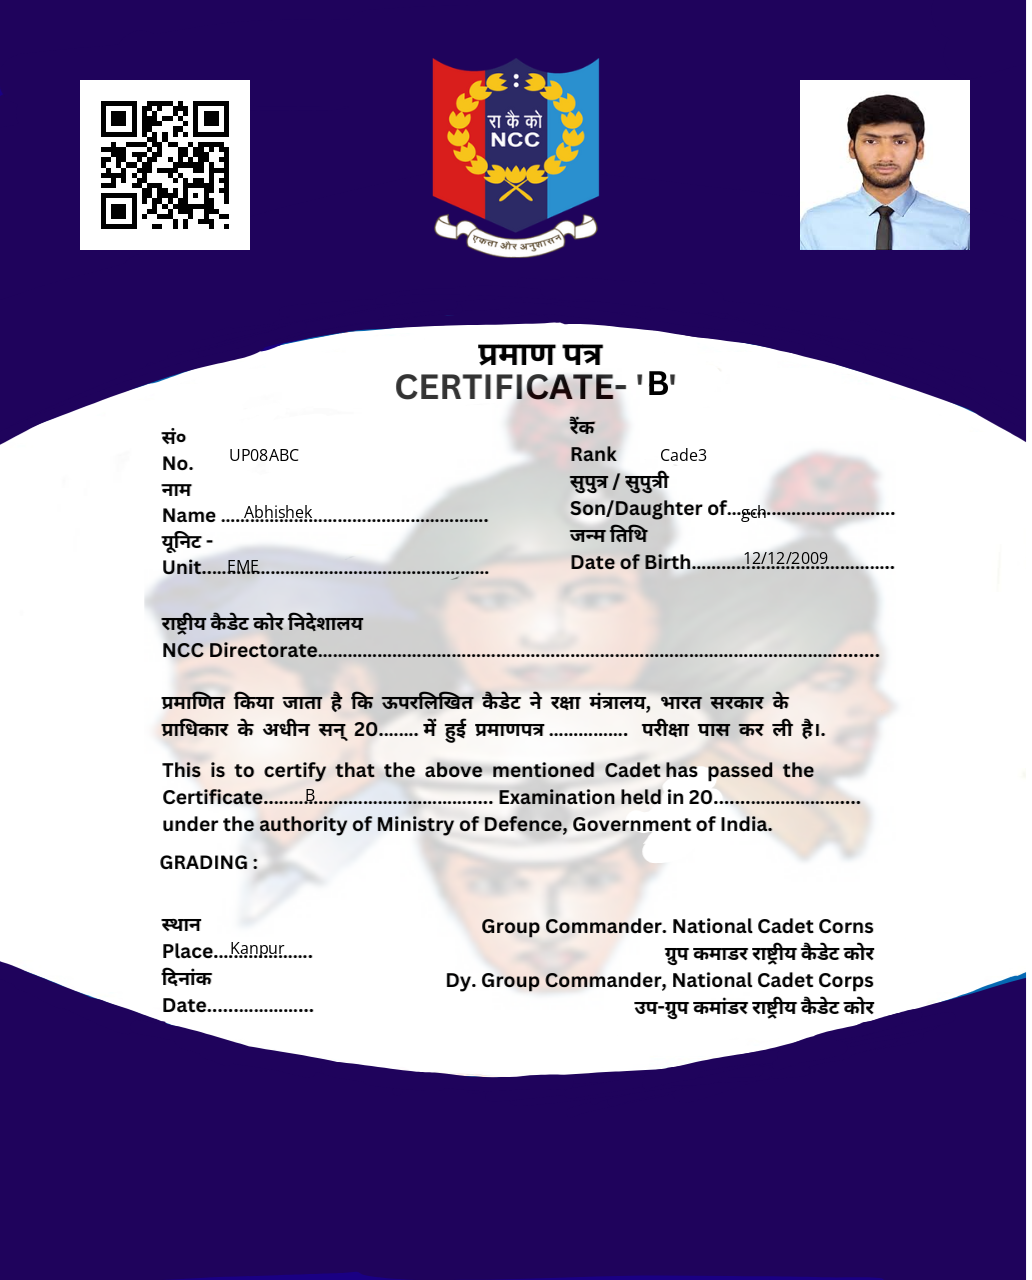 रा कै को
NCC
एकता और अनुशासन
प्रमाण पत्र
CERTIFICATE- 'B'
सं०
No. UP08ABC
नाम
Name ......................................................
Abhishek
यूनिट -
Unit..........................................................
EME
रैंक
Rank Cade3
सुपुत्र / सुपुत्री
Son/Daughter of..................................
gch
जन्म तिथि
Date of Birth.........................................
12/12/2009
राष्ट्रीय कैडेट कोर निदेशालय
NCC Directorate.................................................................................................................
प्रमाणित किया जाता है कि ऊपरलिखित कैडेट ने रक्षा मंत्रालय, भारत सरकार के
प्राधिकार के अधीन सन् 20........ में हुई प्रमाणपत्र ................ परीक्षा पास कर ली है।.
This is to certify that the above mentioned Cadet has passed the
Certificate.............................................. Examination held in 20.............................
B
under the authority of Ministry of Defence, Government of India.
GRADING :
स्थान
Place....................
Kanpur
दिनांक
Date.....................
Group Commander. National Cadet Corns
ग्रुप कमाडर राष्ट्रीय कैडेट कोर
Dy. Group Commander, National Cadet Corps
उप-ग्रुप कमांडर राष्ट्रीय कैडेट कोर